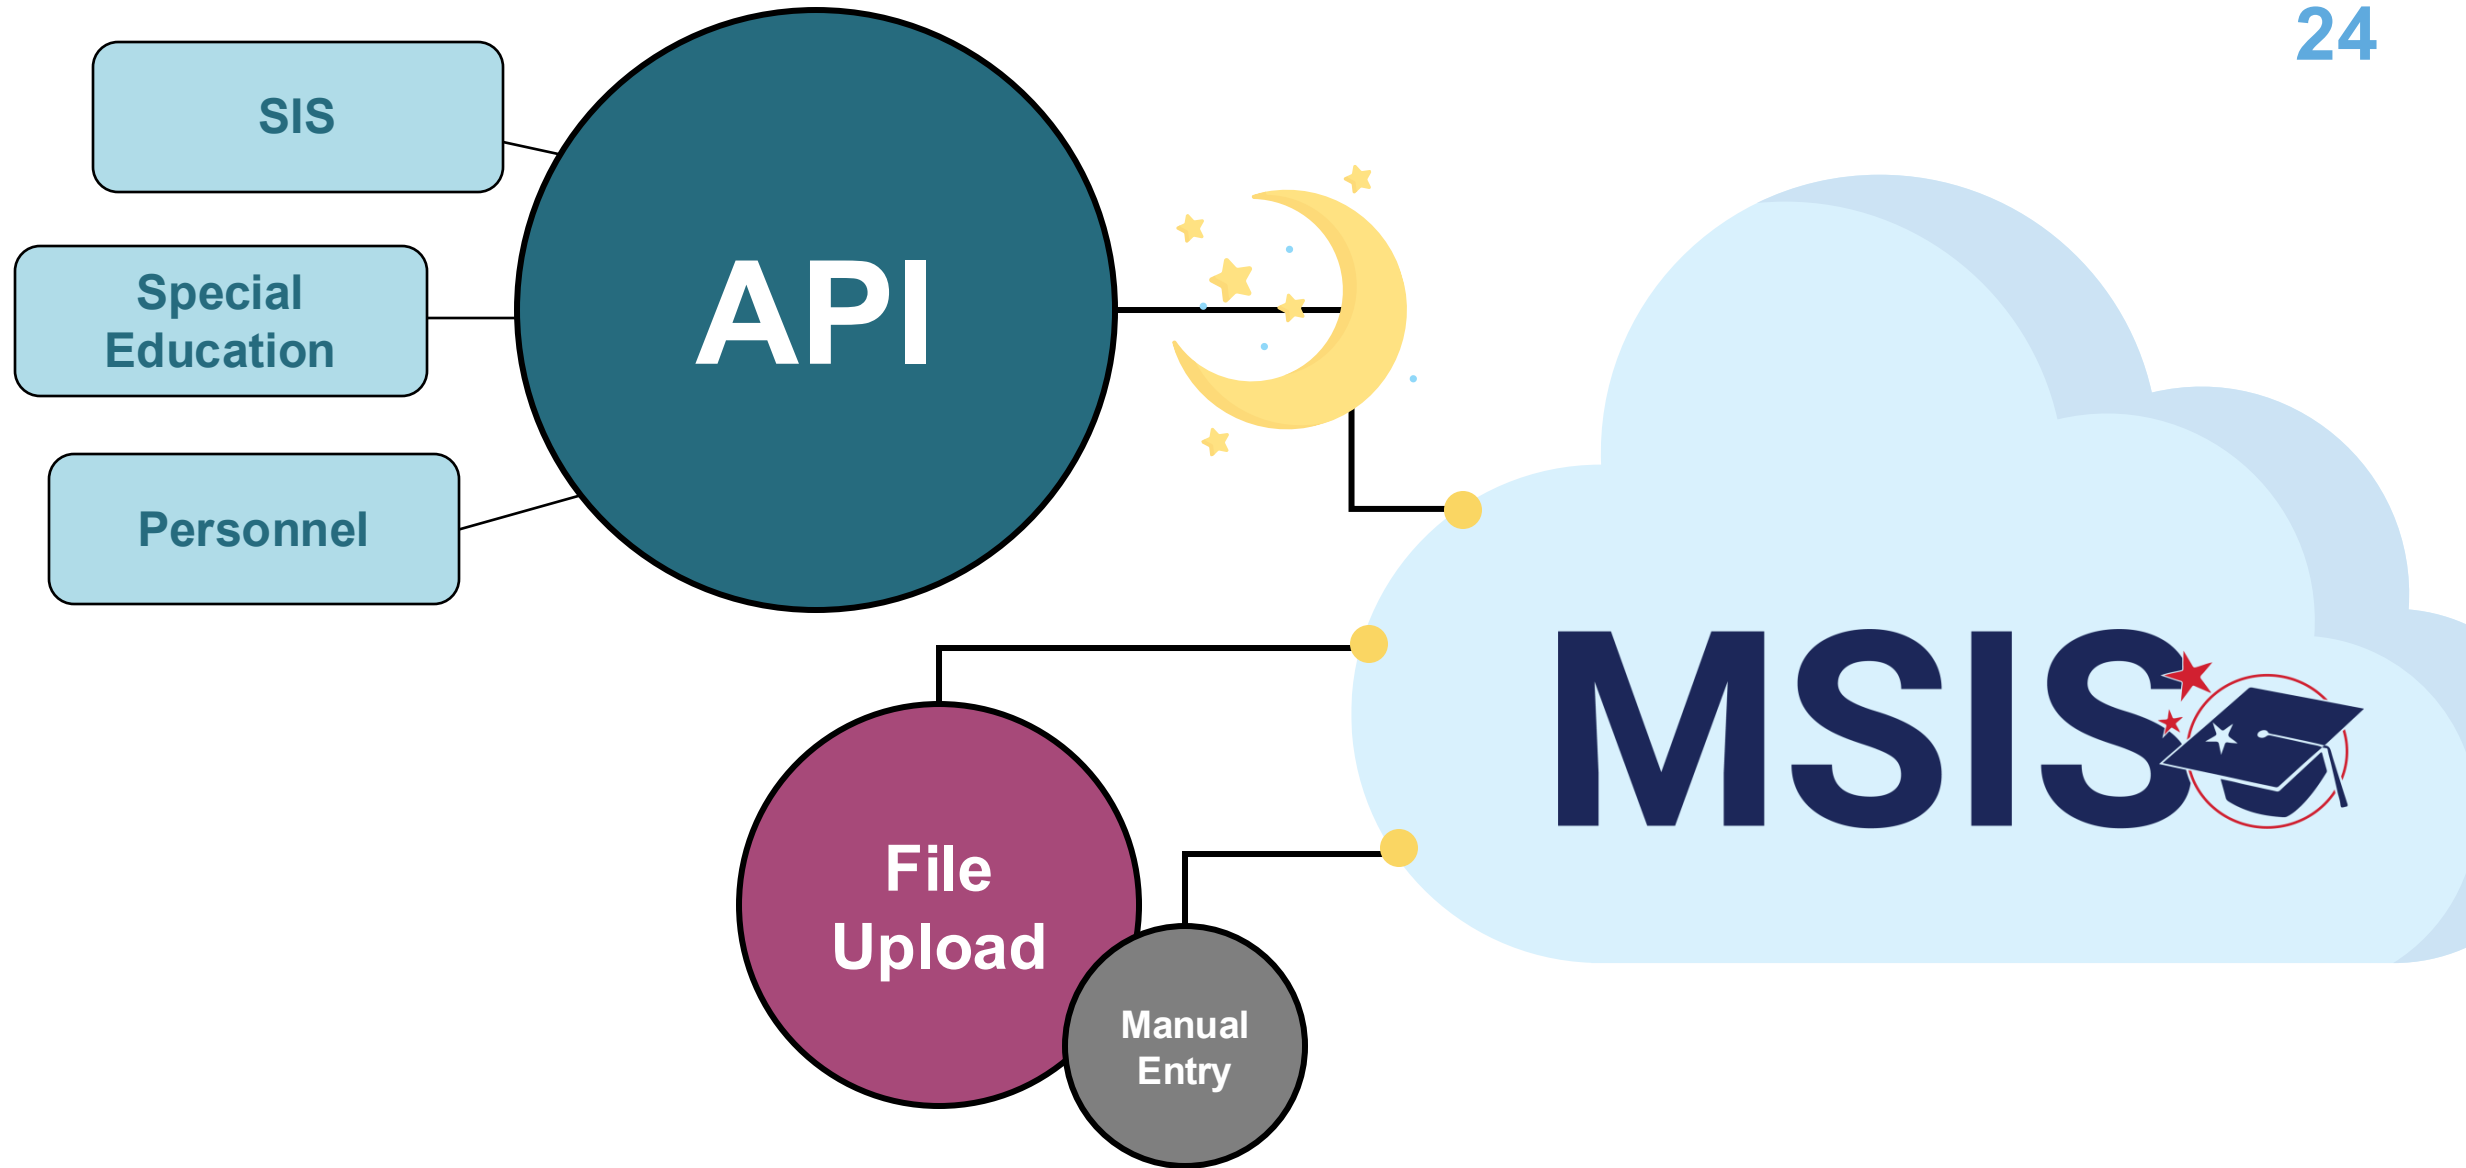 24
SIS
Special
Education
Personnel
API
MSIS
File
Upload
Manual
Entry